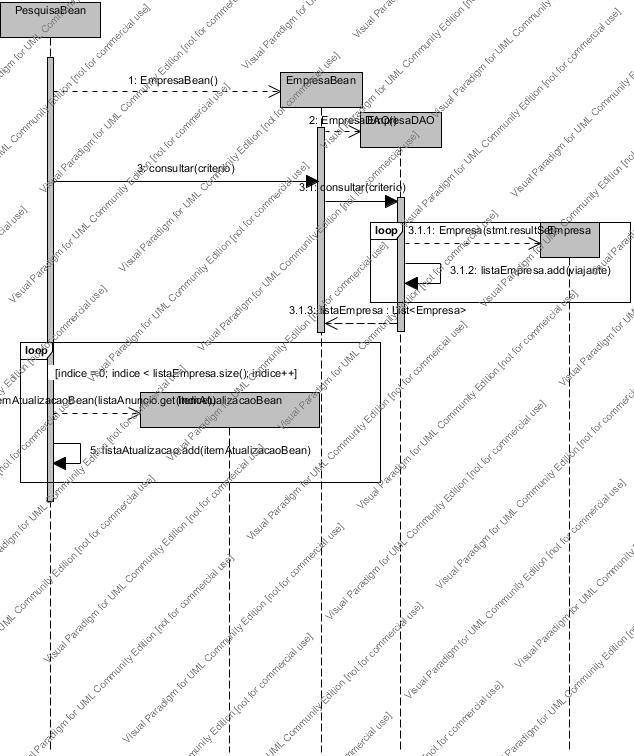 PesquisaBean
1: EmpresaBean()
EmpresaBean
2: EmpresaDAO()
EmpresaDAO
3: consultar(criterio)
3.1: consultar(criterio)
loop
3.1.1: Empresa(stmt.resultSet)
Empresa
3.1.2: listaEmpresa.add(viajante)
3.1.3: listaEmpresa : List<Empresa>
loop
[indice =0; indice < listaEmpresa.size(); indice++]
emAtualizacaoBean(listaAnuncio.get(indice))
ItemAtualizacaoBean
5: listaAtualizacao.add(itemAtualizacaoBean)
Visual Paradigm for UML Community Edition [not for commercial use]